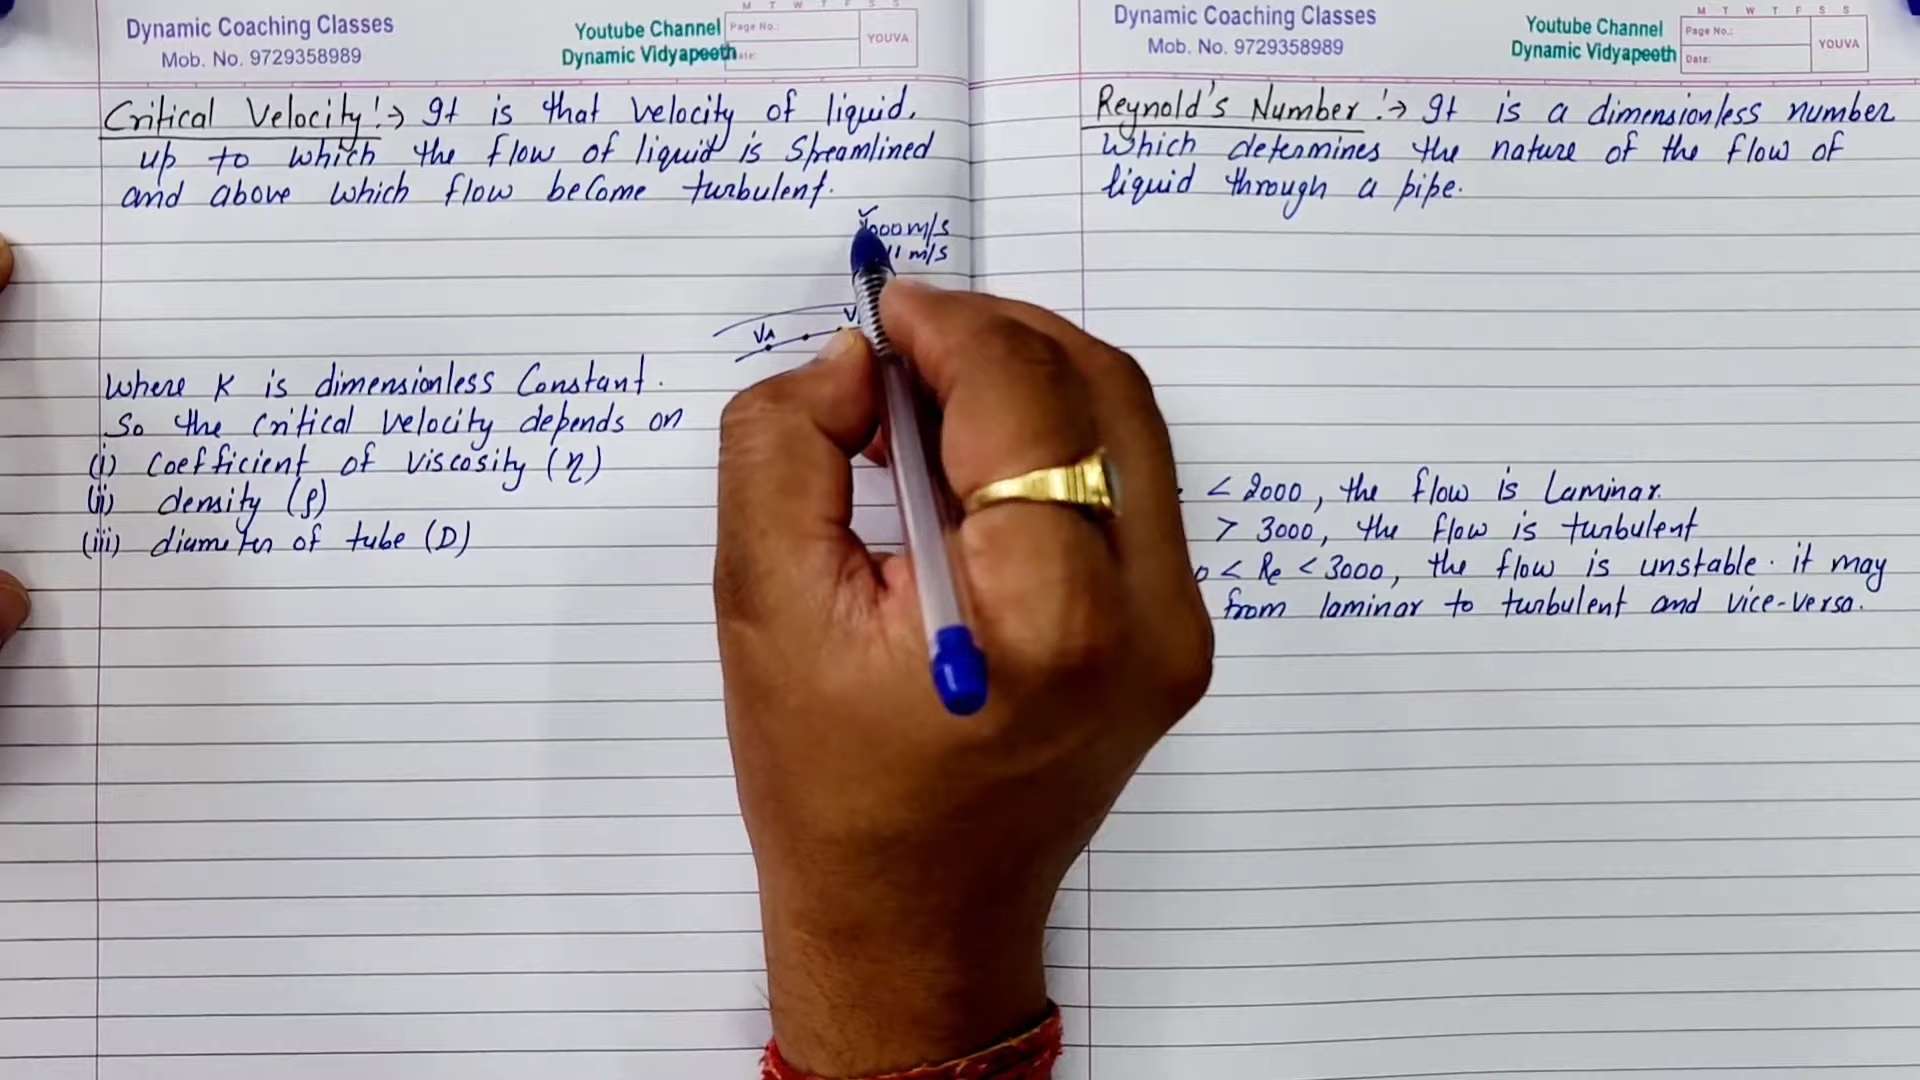 Dynamic Coaching Classes
Mob. No. 9729358989
Youtube Channel
Dynamic Vidyapeeth
M T W T F S S
Page No.:
Date:
YOUVA
Critical Velocity :→ It is that velocity of liquid,
up to which the flow of liquid is Streamlined
and above which flow become turbulent.
000 m/s
11 m/s
VA
V
Where K is dimensionless Constant.
So the critical velocity depends on
(i) Coefficient of viscosity (η)
(ii) density (ρ)
(iii) diameter of tube (D)
Dynamic Coaching Classes
Mob. No. 9729358989
Youtube Channel
Dynamic Vidyapeeth
M T W T F S S
Page No.:
Date:
YOUVA
Reynold's Number :→ It is a dimensionless number
Which determines the nature of the flow of
liquid through a pipe.
< 2000, the flow is Laminar.
> 3000, the flow is turbulent
< Re < 3000, the flow is unstable. it may
from laminar to turbulent and vice-versa.